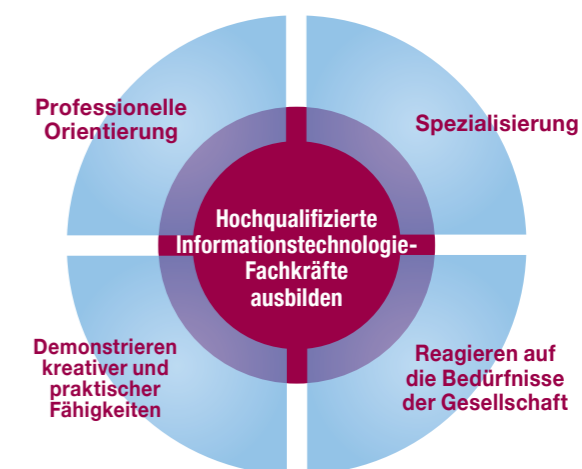 Professionelle
Orientierung
Spezialisierung
Hochqualifizierte
Informationstechnologie-
Fachkräfte
ausbilden
Demonstrieren
kreativer und
praktischer
Fähigkeiten
Reagieren auf
die Bedürfnisse
der Gesellschaft